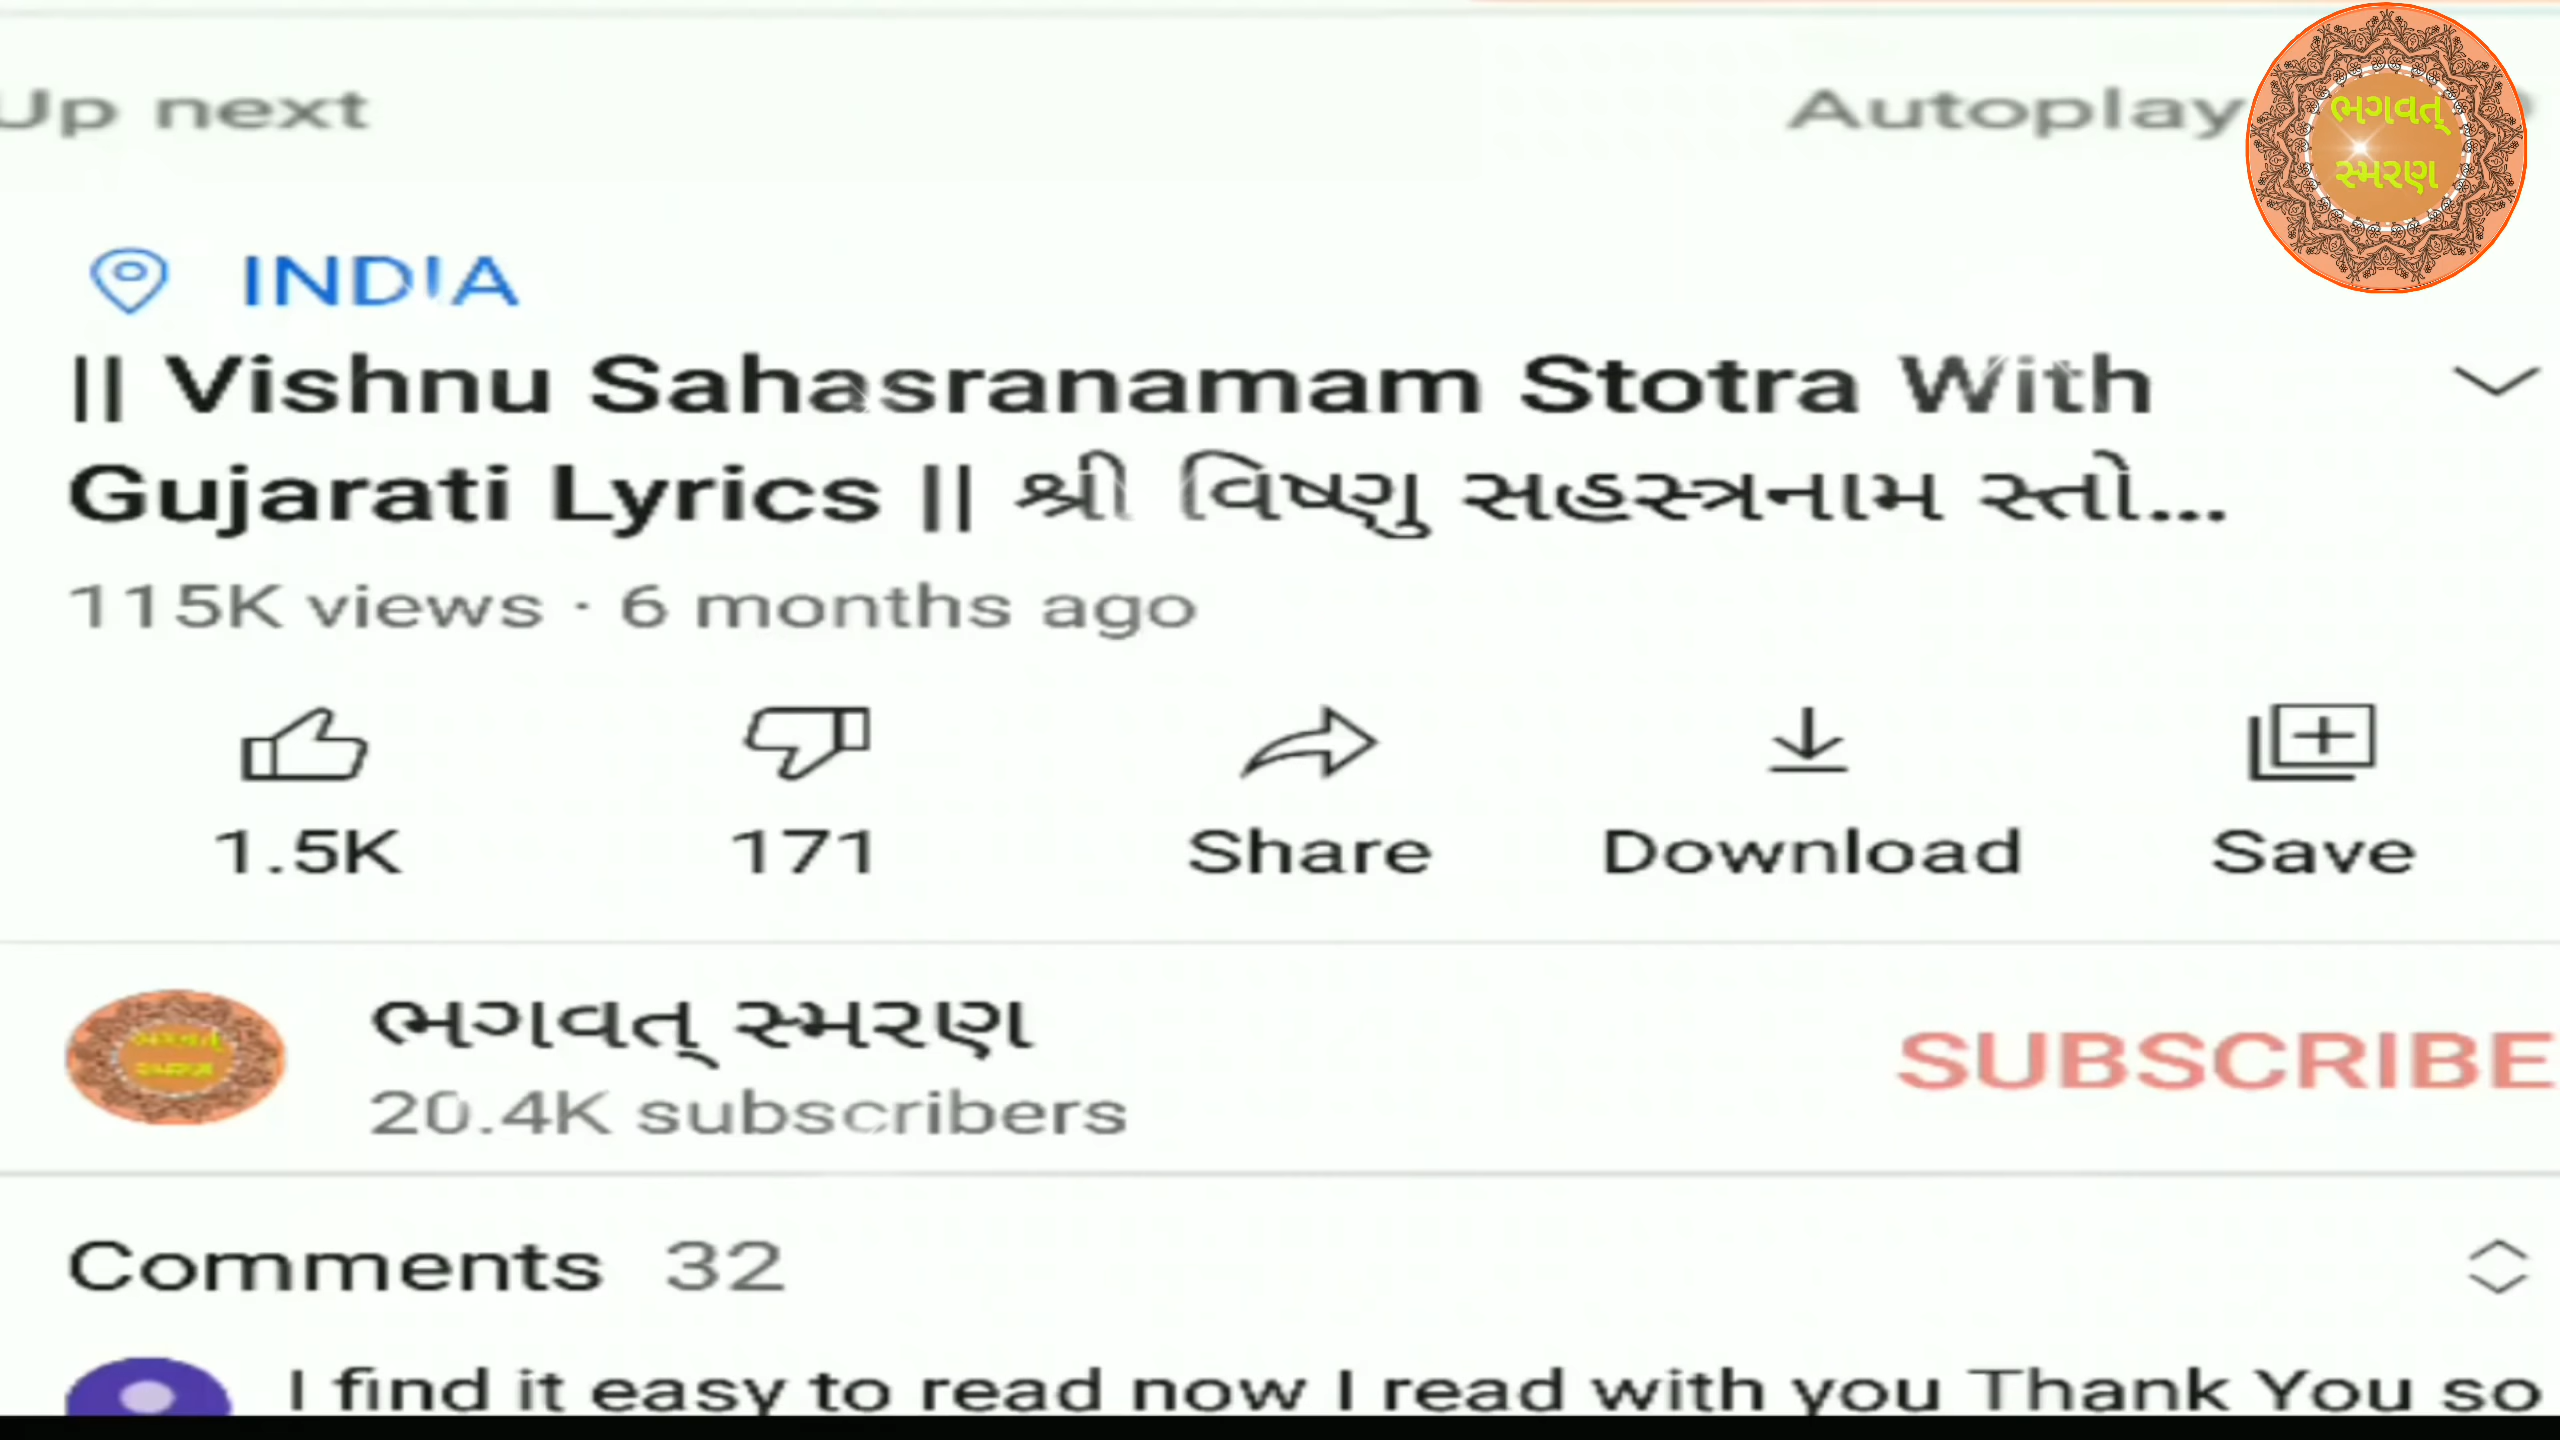 Up next
Autoplay
ભગવત્
સ્મરણ
INDIA
|| Vishnu Sahasranamam Stotra With
Gujarati Lyrics || શ્રી વિષ્ણુ સહસ્ત્રનામ સ્તો...
115K views · 6 months ago
1.5K
171
Share
Download
Save
ભગવત્ સ્મરણ
20.4K subscribers
SUBSCRIBE
Comments 32
I find it easy to read now I read with you Thank You so